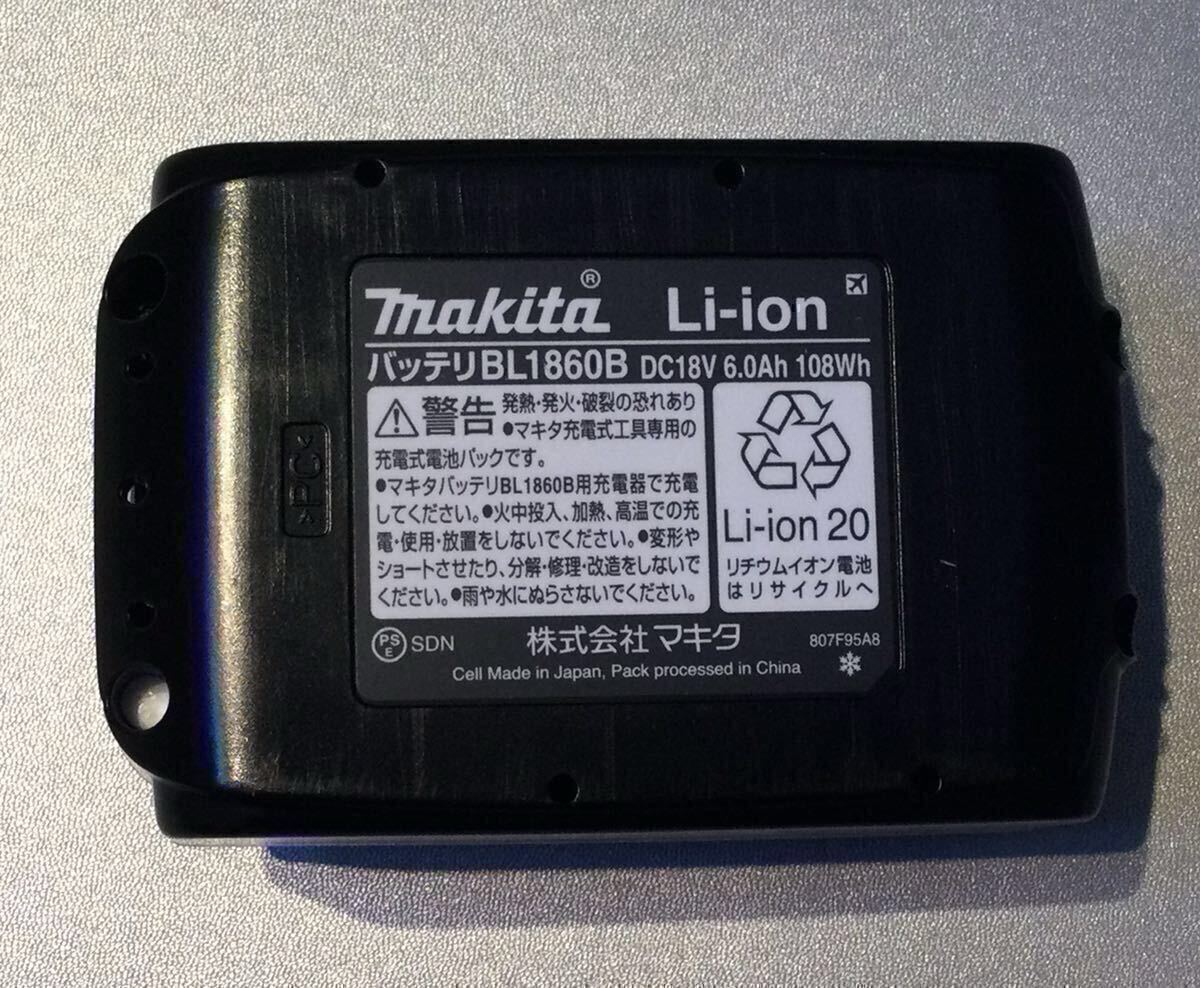 makita® Li-ion
バッテリBL1860B DC18V 6.0Ah 108Wh
警告 発熱・発火・破裂の恐れあり
●マキタ充電式工具専用の
充電式電池パックです。
●マキタバッテリBL1860B用充電器で充電
してください。●火中投入、加熱、高温での充
電・使用・放置をしないでください。●変形や
ショートさせたり、分解・修理・改造をしないで
ください。●雨や水にぬらさないでください。
Li-ion 20
リチウムイオン電池
はリサイクルへ
PS
E
SDN 株式会社マキタ 807F95A8
Cell Made in Japan, Pack processed in China
>PC<